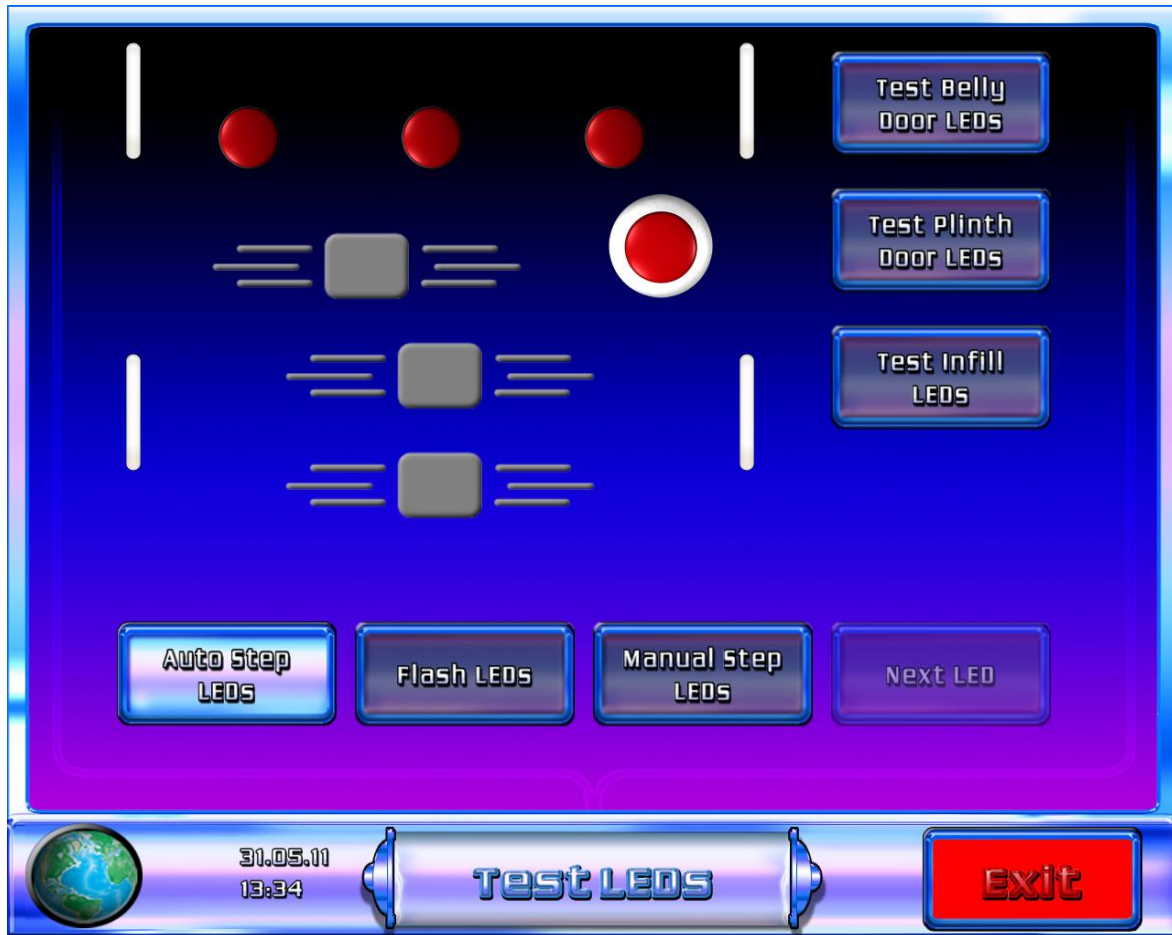 Test Belly
Door LEDs
Test Plinth
Door LEDs
Test Infill
LEDs
Auto Step
LEDs
Flash LEDs
Manual Step
LEDs
Next LED
31.05.11
13:34
Test LEDs
Exit